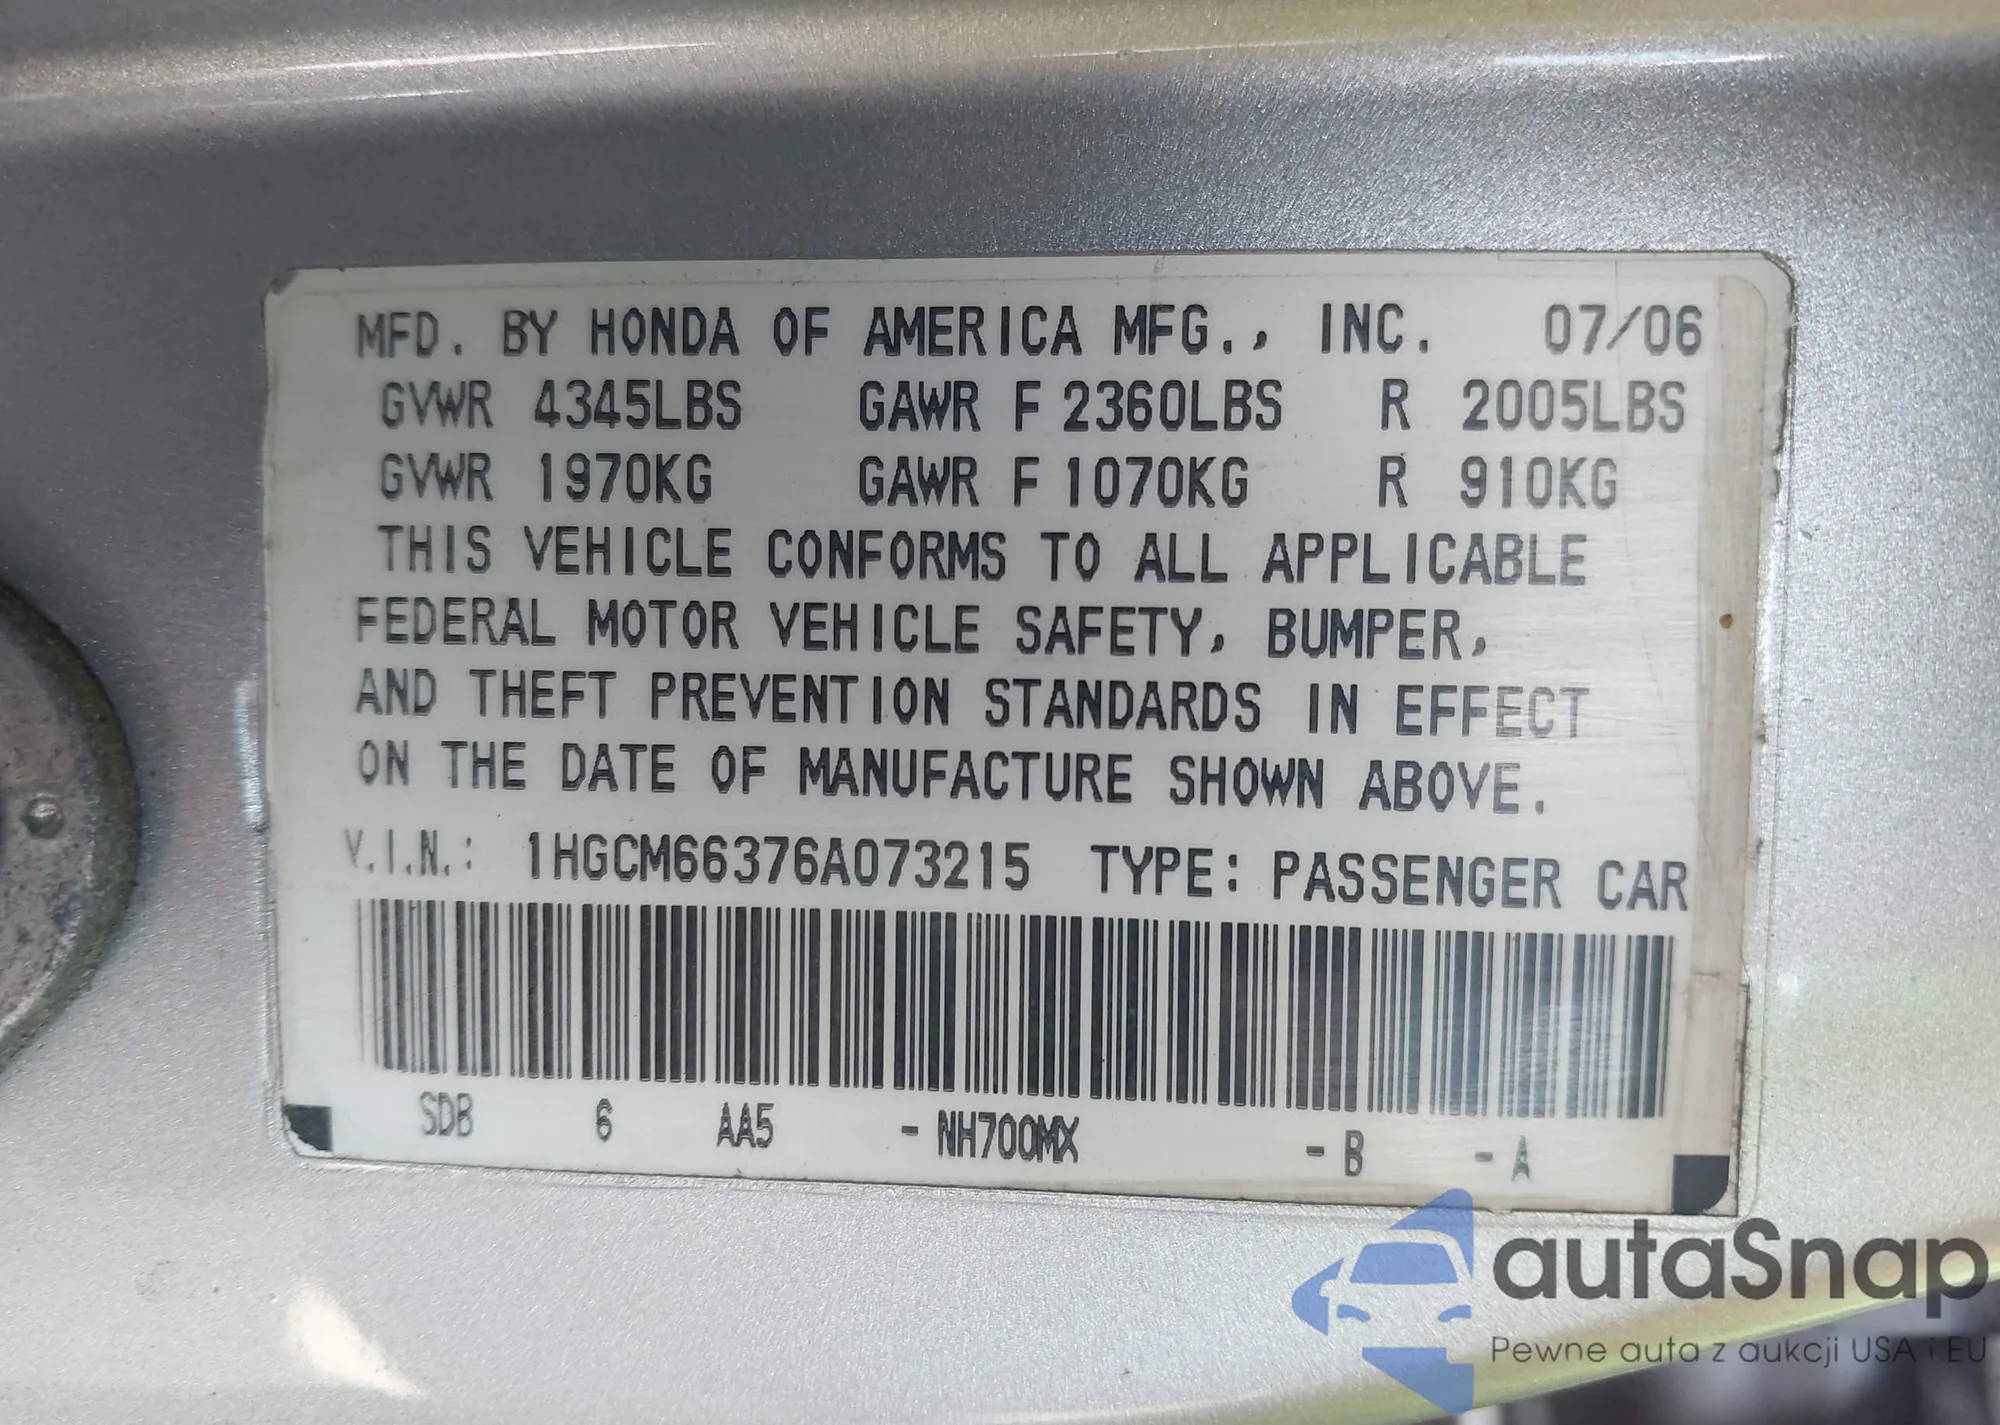 MFD. BY HONDA OF AMERICA MFG., INC. 07/06
GVWR 4345LBS GAWR F 2360LBS R 2005LBS
GVWR 1970KG GAWR F 1070KG R 910KG
THIS VEHICLE CONFORMS TO ALL APPLICABLE
FEDERAL MOTOR VEHICLE SAFETY, BUMPER,
AND THEFT PREVENTION STANDARDS IN EFFECT
ON THE DATE OF MANUFACTURE SHOWN ABOVE.
V.I.N.: 1HGCM66376A073215 TYPE: PASSENGER CAR
SDB 6 AA5 -NH700MX -B -A
autaSnap
Pewne auta z aukcji USA i EU